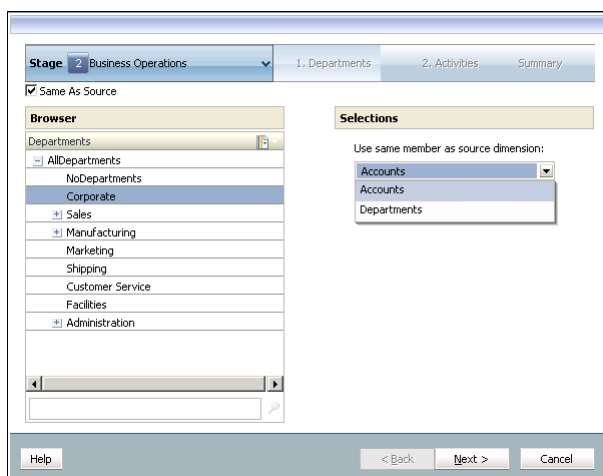 Stage 2 Business Operations 1. Departments 2. Activities Summary
Same As Source
Browser
Departments
AllDepartments
NoDepartments
Corporate
Sales
Manufacturing
Marketing
Shipping
Customer Service
Facilities
Administration
Selections
Use same member as source dimension:
Accounts
Accounts
Departments
Help < Back Next > Cancel